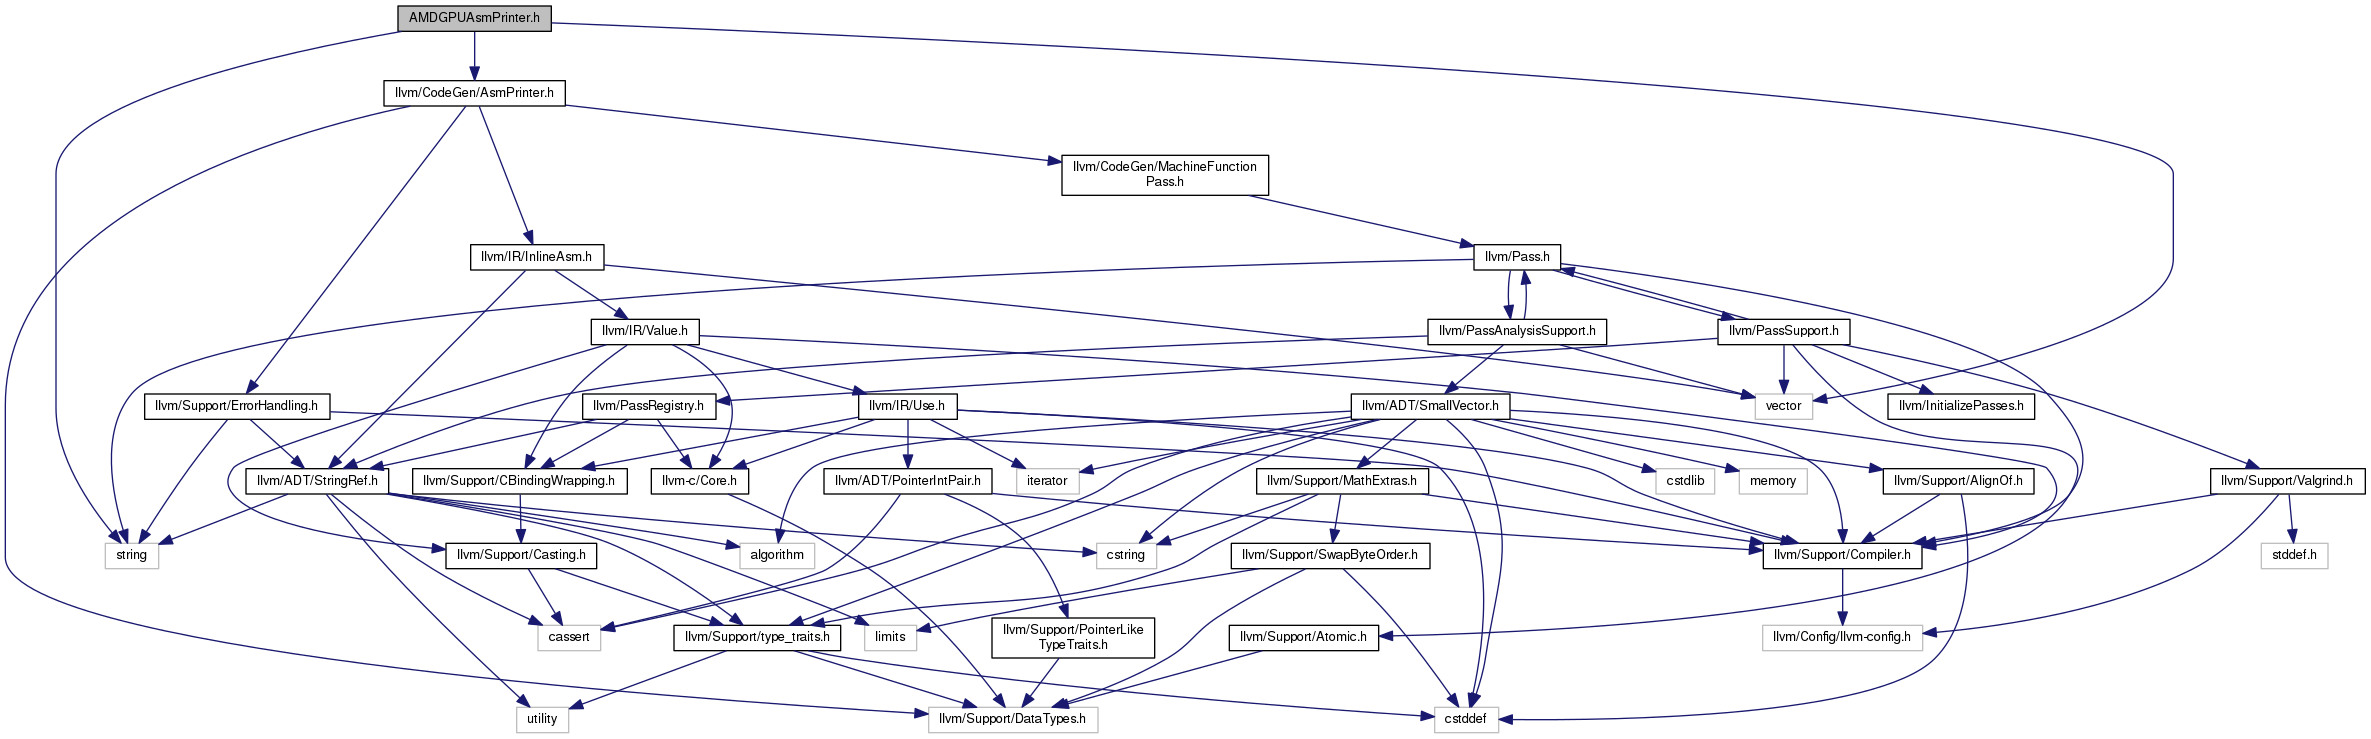 AMDGPUAsmPrinter.h
llvm/CodeGen/AsmPrinter.h
llvm/CodeGen/MachineFunction
Pass.h
llvm/IR/InlineAsm.h
llvm/Pass.h
llvm/IR/Value.h
llvm/PassAnalysisSupport.h
llvm/PassSupport.h
llvm/Support/ErrorHandling.h
llvm/PassRegistry.h
llvm/IR/Use.h
llvm/ADT/SmallVector.h
vector
llvm/InitializePasses.h
llvm/ADT/StringRef.h
llvm/Support/CBindingWrapping.h
llvm-c/Core.h
llvm/ADT/PointerIntPair.h
iterator
llvm/Support/MathExtras.h
cstdlib
memory
llvm/Support/AlignOf.h
llvm/Support/Valgrind.h
string
llvm/Support/Casting.h
algorithm
cstring
llvm/Support/SwapByteOrder.h
llvm/Support/Compiler.h
stddef.h
cassert
llvm/Support/type_traits.h
limits
llvm/Support/PointerLike
TypeTraits.h
llvm/Support/Atomic.h
llvm/Config/llvm-config.h
utility
llvm/Support/DataTypes.h
cstddef